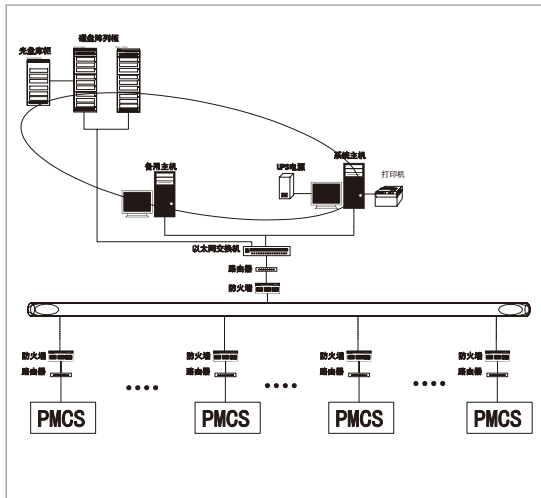 磁盘阵列柜
光盘库柜
备用主机
UPS电源
系统主机
打印机
以太网交换机
路由器
防火墙
防火墙
防火墙
防火墙
防火墙
路由器
路由器
路由器
路由器
PMCS
PMCS
PMCS
PMCS